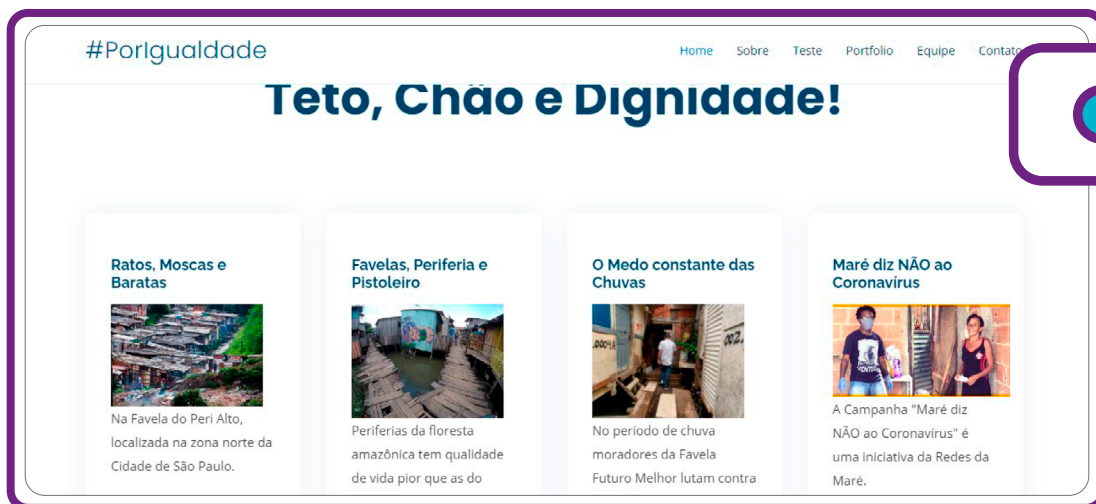 #PorIgualdade
Home Sobre Teste Portfolio Equipe Contato
Teto, Chão e Dignidade!
Ratos, Moscas e
Baratas
Na Favela do Peri Alto,
localizada na zona norte da
Cidade de São Paulo.
Favelas, Periferia e
Pistoleiro
Periferias da floresta
amazônica tem qualidade
de vida pior que as do
O Medo constante das
Chuvas
.0004A
002.
No período de chuva
moradores da Favela
Futuro Melhor lutam contra
Maré diz NÃO ao
Coronavírus
A Campanha "Maré diz
NÃO ao Coronavírus" é
uma iniciativa da Redes da
Maré.